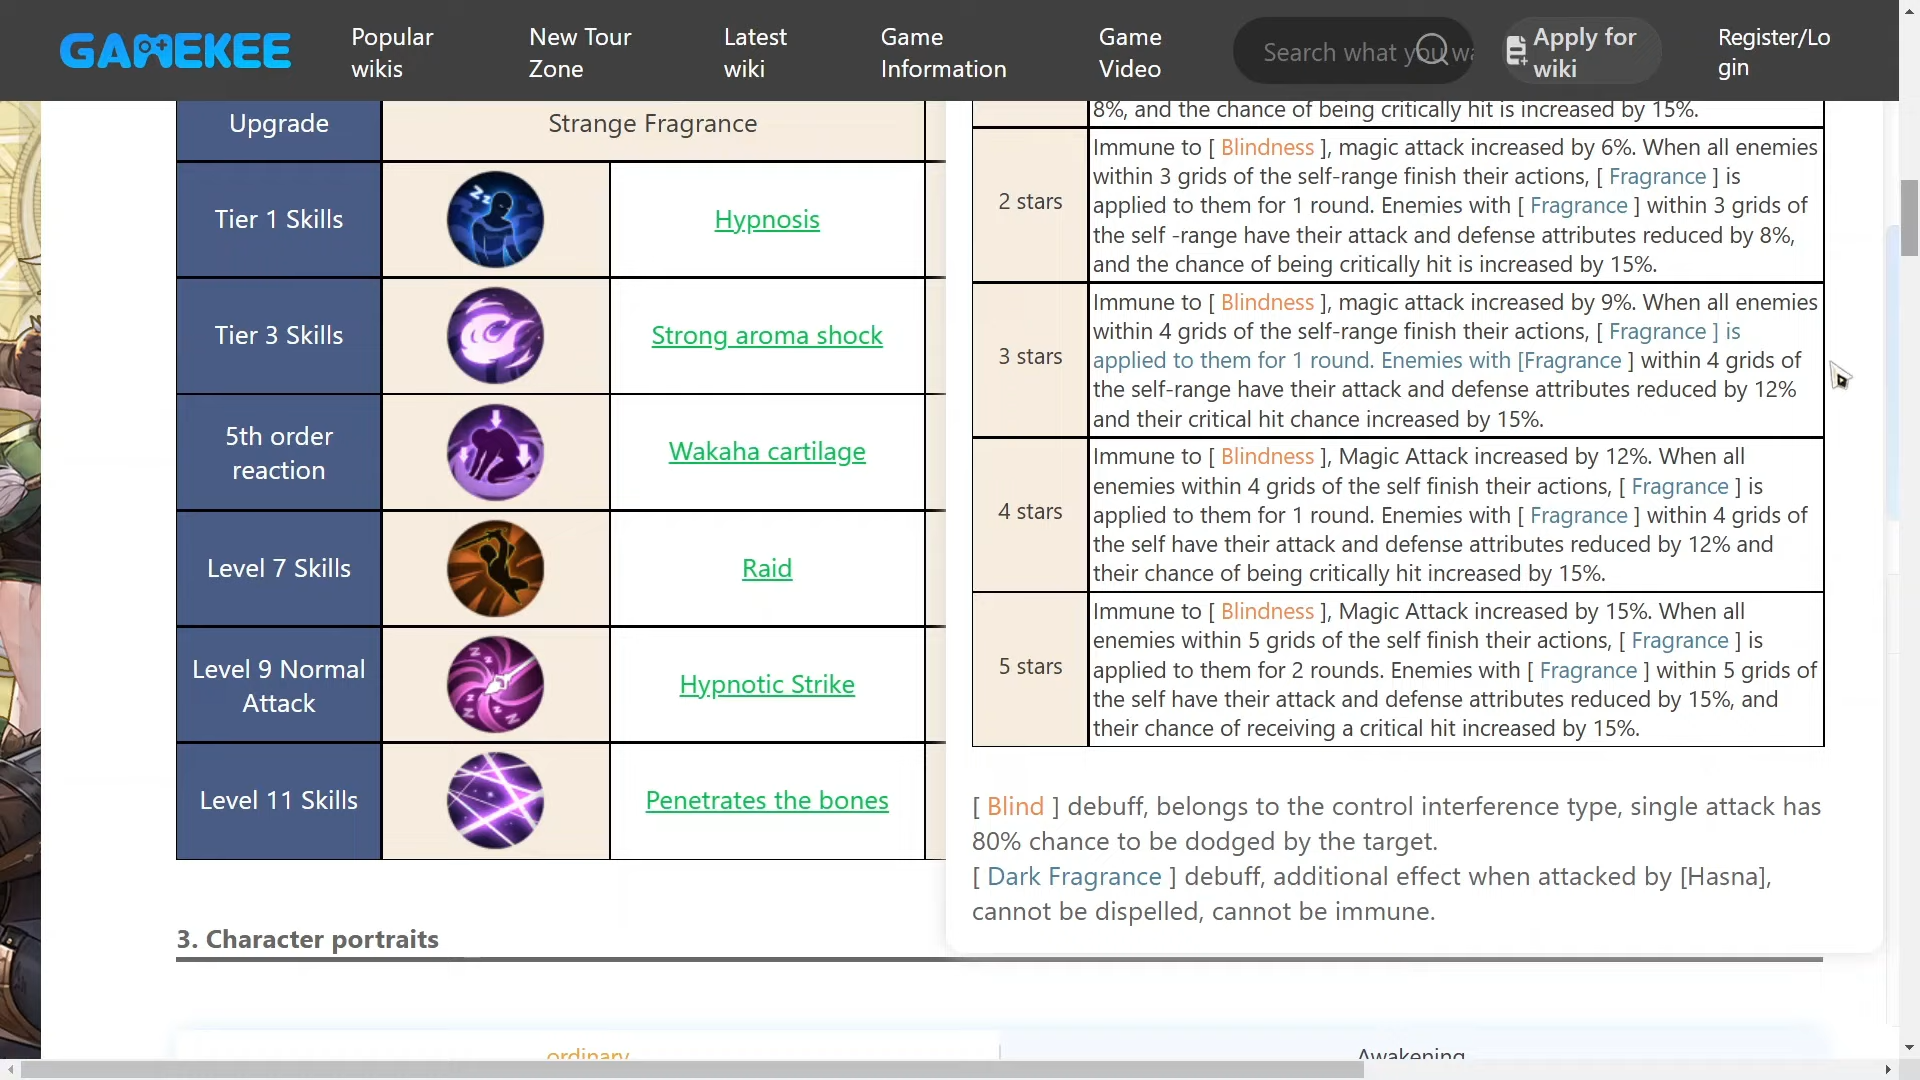 GAMEKEE
Popular
wikis
New Tour
Zone
Latest
wiki
Game
Information
Game
Video
Search what you wa
Apply for
wiki
Register/Lo
gin
Upgrade
Strange Fragrance
Tier 1 Skills
Hypnosis
Tier 3 Skills
Strong aroma shock
5th order
reaction
Wakaha cartilage
Level 7 Skills
Raid
Level 9 Normal
Attack
Hypnotic Strike
Level 11 Skills
Penetrates the bones
8%, and the chance of being critically hit is increased by 15%.
2 stars
Immune to [ Blindness ], magic attack increased by 6%. When all enemies
within 3 grids of the self-range finish their actions, [ Fragrance ] is
applied to them for 1 round. Enemies with [ Fragrance ] within 3 grids of
the self -range have their attack and defense attributes reduced by 8%,
and the chance of being critically hit is increased by 15%.
3 stars
Immune to [ Blindness ], magic attack increased by 9%. When all enemies
within 4 grids of the self-range finish their actions, [ Fragrance ] is
applied to them for 1 round. Enemies with [Fragrance ] within 4 grids of
the self-range have their attack and defense attributes reduced by 12%
and their critical hit chance increased by 15%.
4 stars
Immune to [ Blindness ], Magic Attack increased by 12%. When all
enemies within 4 grids of the self finish their actions, [ Fragrance ] is
applied to them for 1 round. Enemies with [ Fragrance ] within 4 grids of
the self have their attack and defense attributes reduced by 12% and
their chance of being critically hit increased by 15%.
5 stars
Immune to [ Blindness ], Magic Attack increased by 15%. When all
enemies within 5 grids of the self finish their actions, [ Fragrance ] is
applied to them for 2 rounds. Enemies with [ Fragrance ] within 5 grids of
the self have their attack and defense attributes reduced by 15%, and
their chance of receiving a critical hit increased by 15%.
[ Blind ] debuff, belongs to the control interference type, single attack has
80% chance to be dodged by the target.
[ Dark Fragrance ] debuff, additional effect when attacked by [Hasna],
cannot be dispelled, cannot be immune.
3. Character portraits
ordinary
Awakening